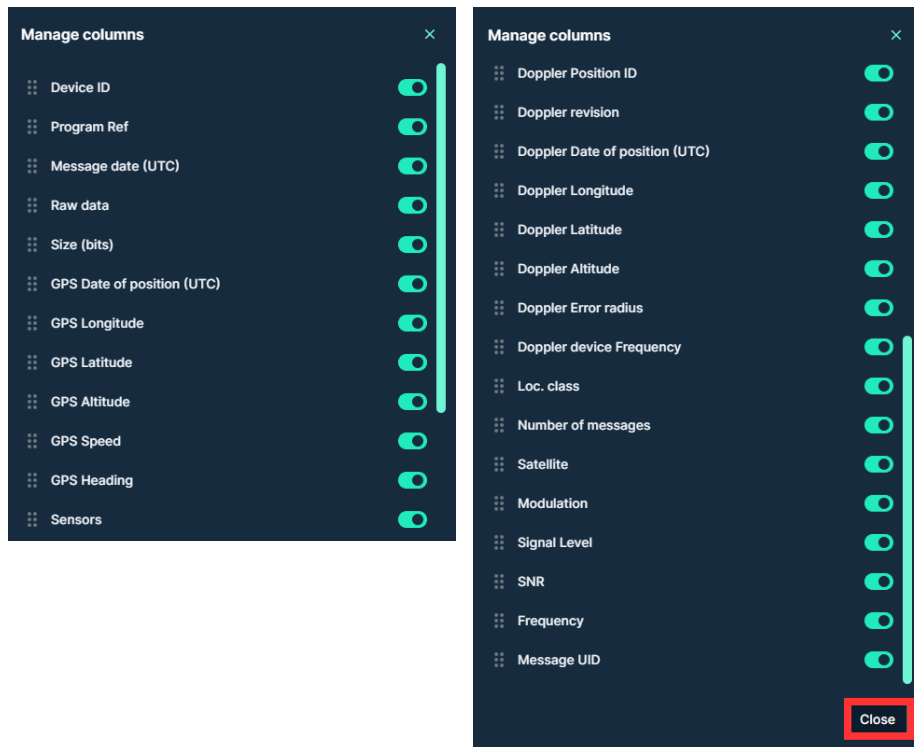 Manage columns
Device ID
Program Ref
Message date (UTC)
Raw data
Size (bits)
GPS Date of position (UTC)
GPS Longitude
GPS Latitude
GPS Altitude
GPS Speed
GPS Heading
Sensors
Manage columns
Doppler Position ID
Doppler revision
Doppler Date of position (UTC)
Doppler Longitude
Doppler Latitude
Doppler Altitude
Doppler Error radius
Doppler device Frequency
Loc. class
Number of messages
Satellite
Modulation
Signal Level
SNR
Frequency
Message UID
Close